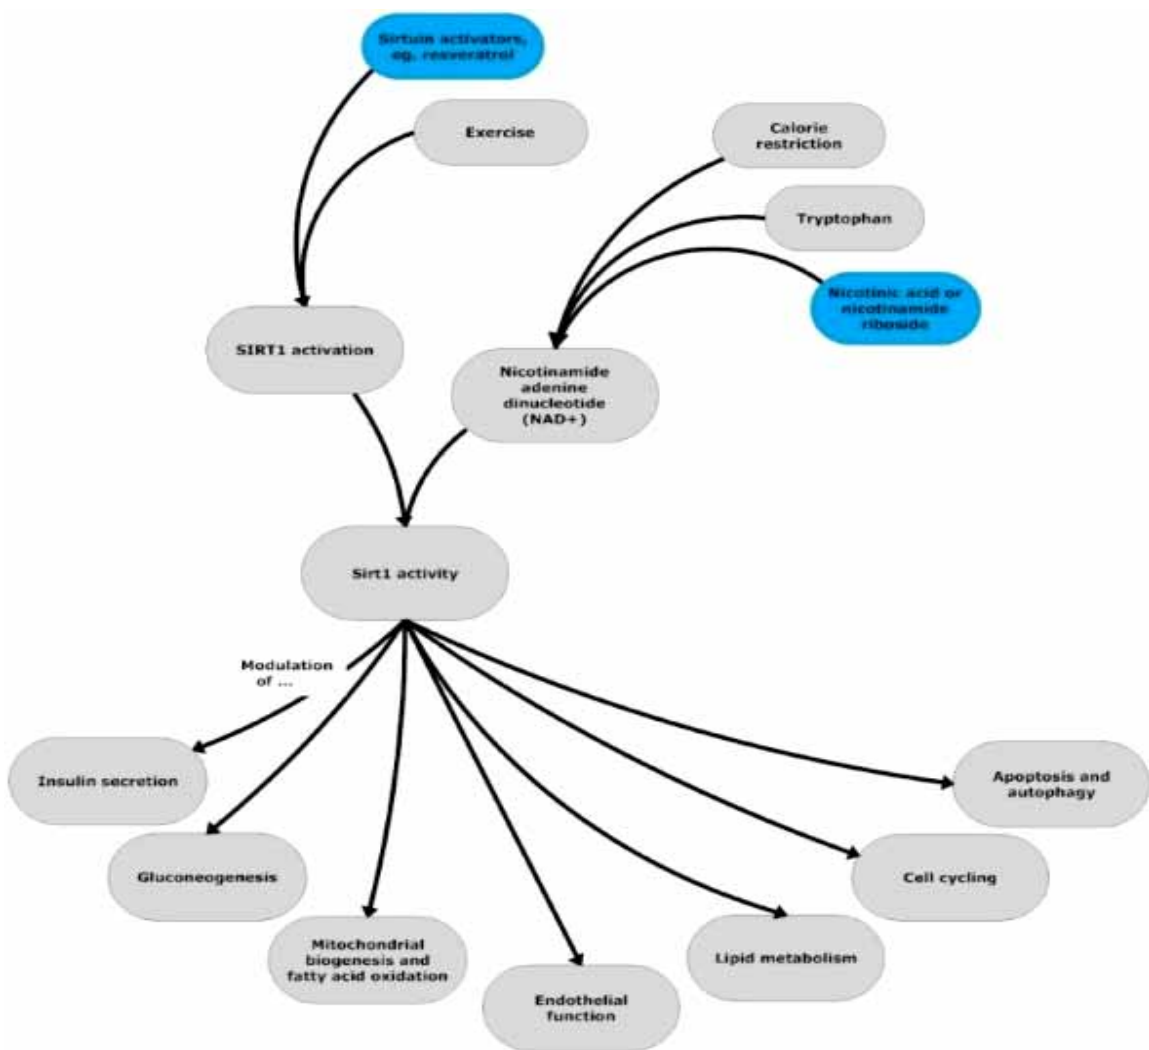 Sirtuin activators,
eg. resveratrol
Exercise
Calorie
restriction
Tryptophan
Nicotinic acid or
nicotinamide
riboside
SIRT1 activation
Nicotinamide
adenine
dinucleotide
(NAD+)
Sirt1 activity
Modulation
of ...
Insulin secretion
Apoptosis and
autophagy
Gluconeogenesis
Cell cycling
Mitochondrial
biogenesis and
fatty acid oxidation
Lipid metabolism
Endothelial
function